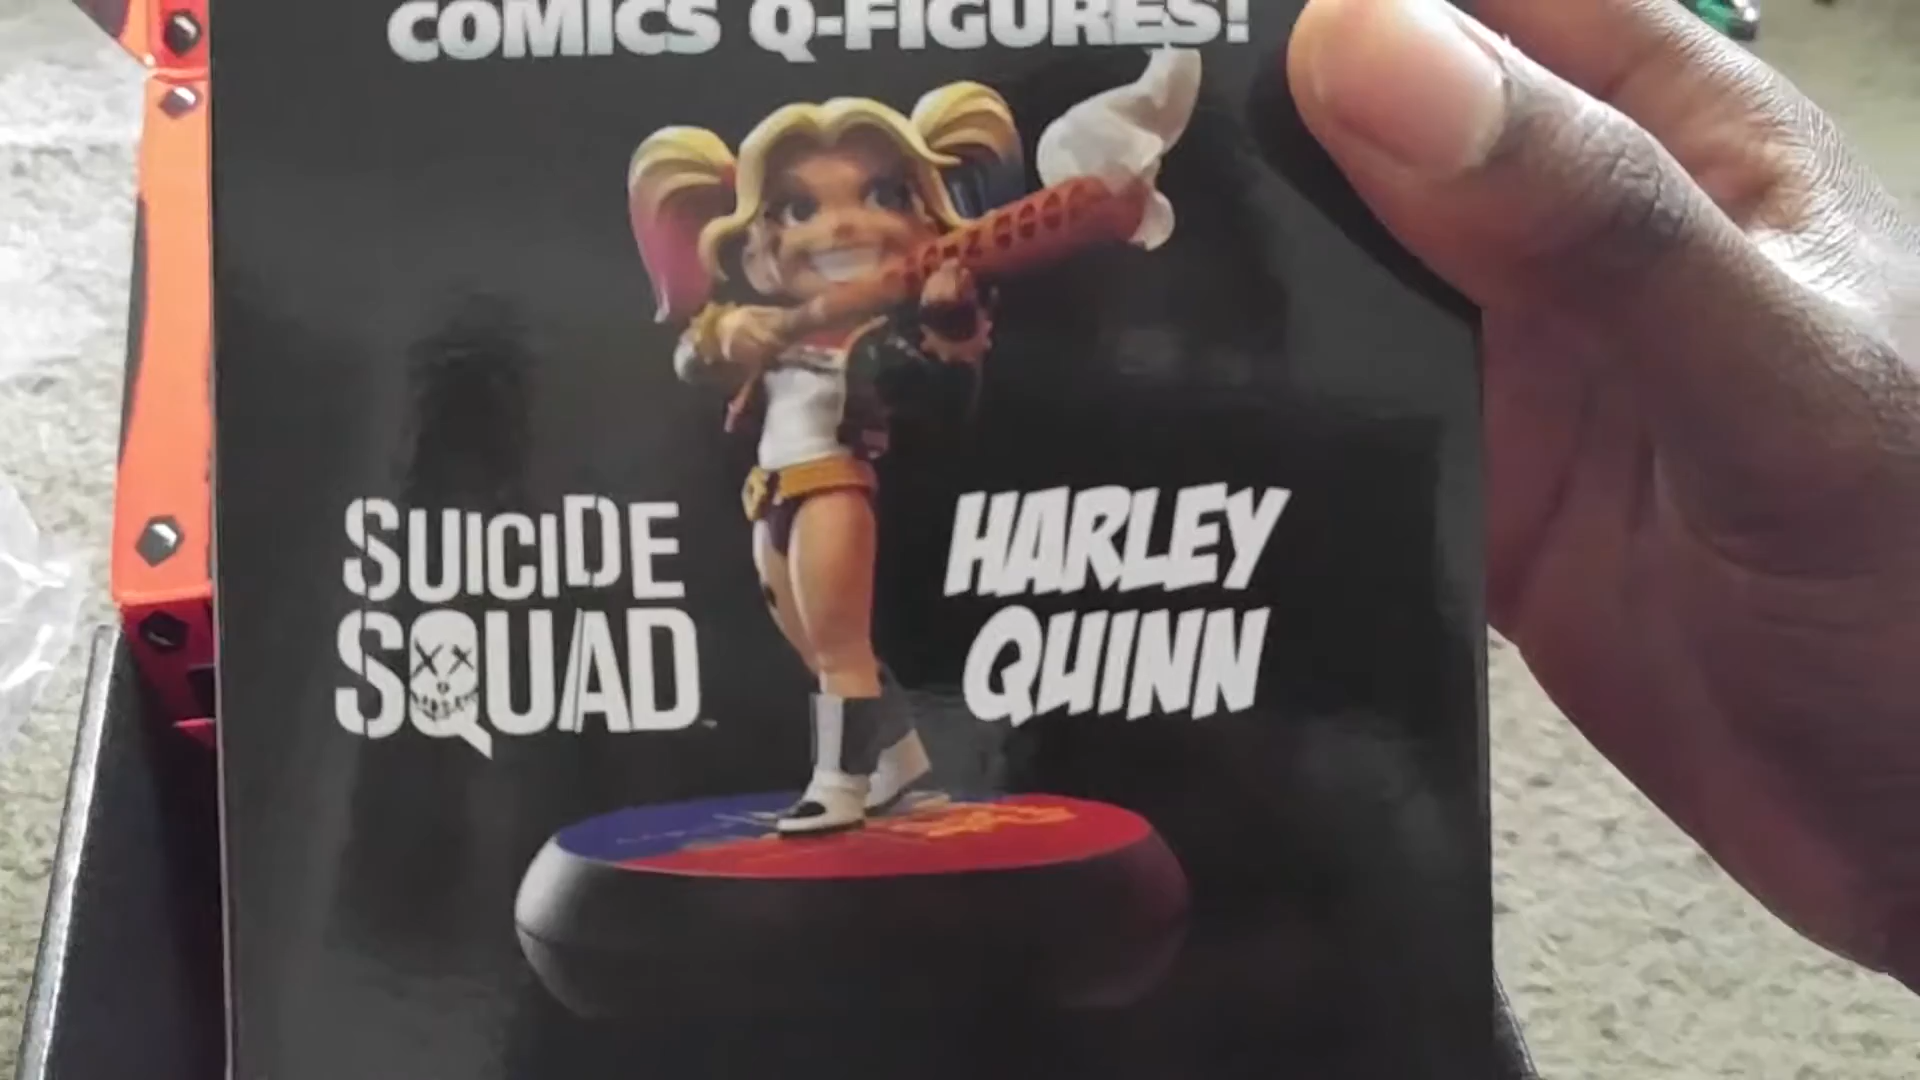 COMICS Q-FIGURES!
SUICIDE
SQUAD
HARLEY
QUINN